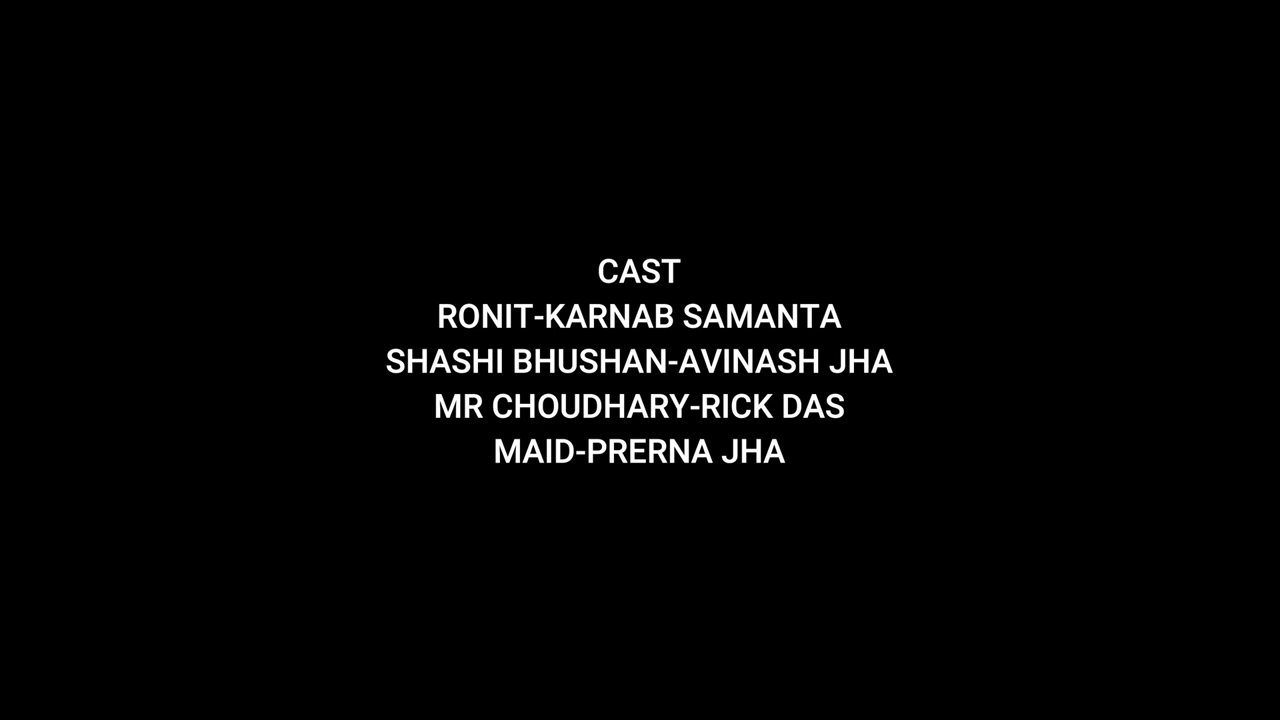 CAST
RONIT-KARNAB SAMANTA
SHASHI BHUSHAN-AVINASH JHA
MR CHOUDHARY-RICK DAS
MAID-PRERNA JHA